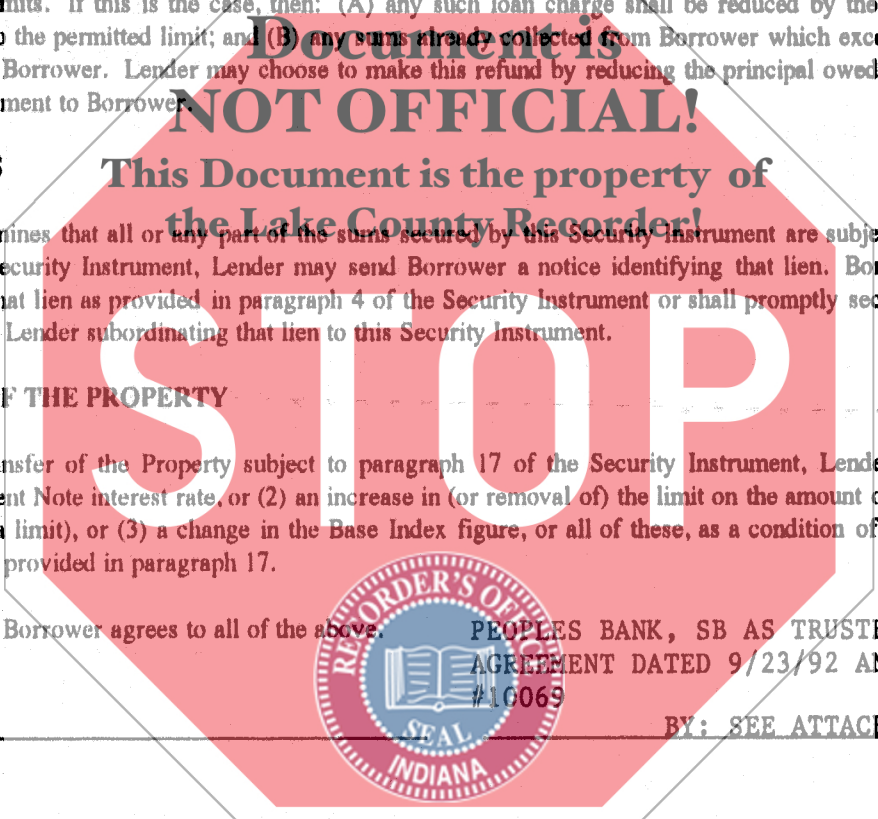 mits. If this is the case, then: (A) any such loan charge shall be reduced by the
the permitted limit; and (B) any sums already collected from Borrower which exce
Document is
Borrower. Lender may choose to make this refund by reducing the principal owed
ment to Borrower.
NOT OFFICIAL!
This Document is the property of
the Lake County Recorder!
nines that all or any part of the sums secured by this Security Instrument are subje
ecurity Instrument, Lender may send Borrower a notice identifying that lien. Bor
nat lien as provided in paragraph 4 of the Security Instrument or shall promptly sec
Lender subordinating that lien to this Security Instrument.
STOP
F THE PROPERTY
nsfer of the Property subject to paragraph 17 of the Security Instrument, Lende
ent Note interest rate, or (2) an increase in (or removal of) the limit on the amount o
limit), or (3) a change in the Base Index figure, or all of these, as a condition of
provided in paragraph 17.
Borrower agrees to all of the above.
PEOPLES BANK, SB AS TRUSTE
AGREEMENT DATED 9/23/92 AN
#10069
BY: SEE ATTACH
RECORDER'S OFFIC
SEAL
INDIANA